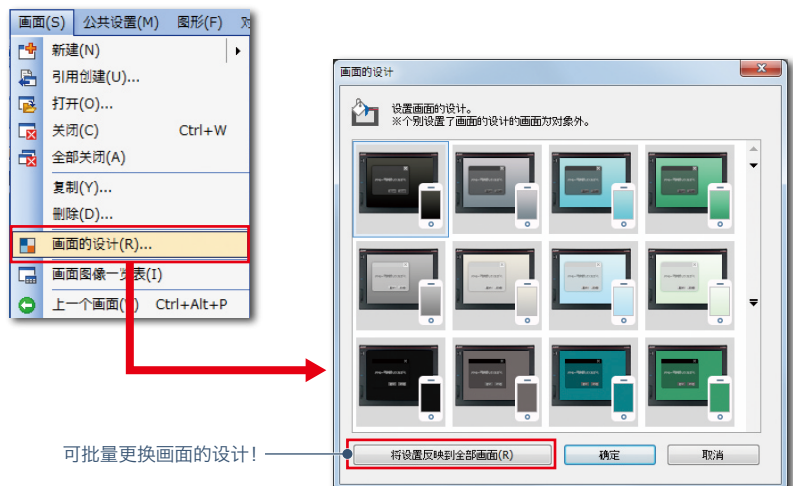 画面(S) 公共设置(M) 图形(F) 对
新建(N)
引用创建(U)...
打开(O)...
关闭(C) Ctrl+W
全部关闭(A)
复制(Y)...
删除(D)...
画面的设计(R)...
画面图像一览表(I)
上一个画面( ) Ctrl+Alt+P
画面的设计
设置画面的设计。
※个别设置了画面的设计的画面为对象外。
将设置反映到全部画面(R) 确定 取消
可批量更换画面的设计!